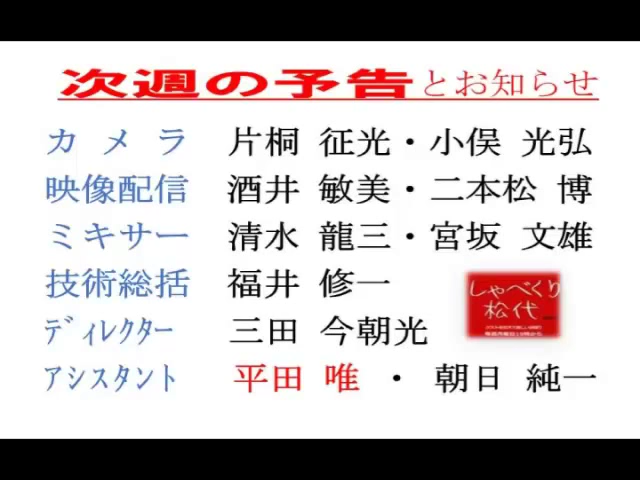 次週の予告とお知らせ
カメラ 片桐 征光・小俣 光弘
映像配信 酒井 敏美・二本松 博
ミキサー 清水 龍三・宮坂 文雄
技術総括 福井 修一
しゃべくり
松代
ﾃﾞｨﾚｸﾀｰ 三田 今朝光
ｱｼｽﾀﾝﾄ 平田 唯 ・ 朝日 純一